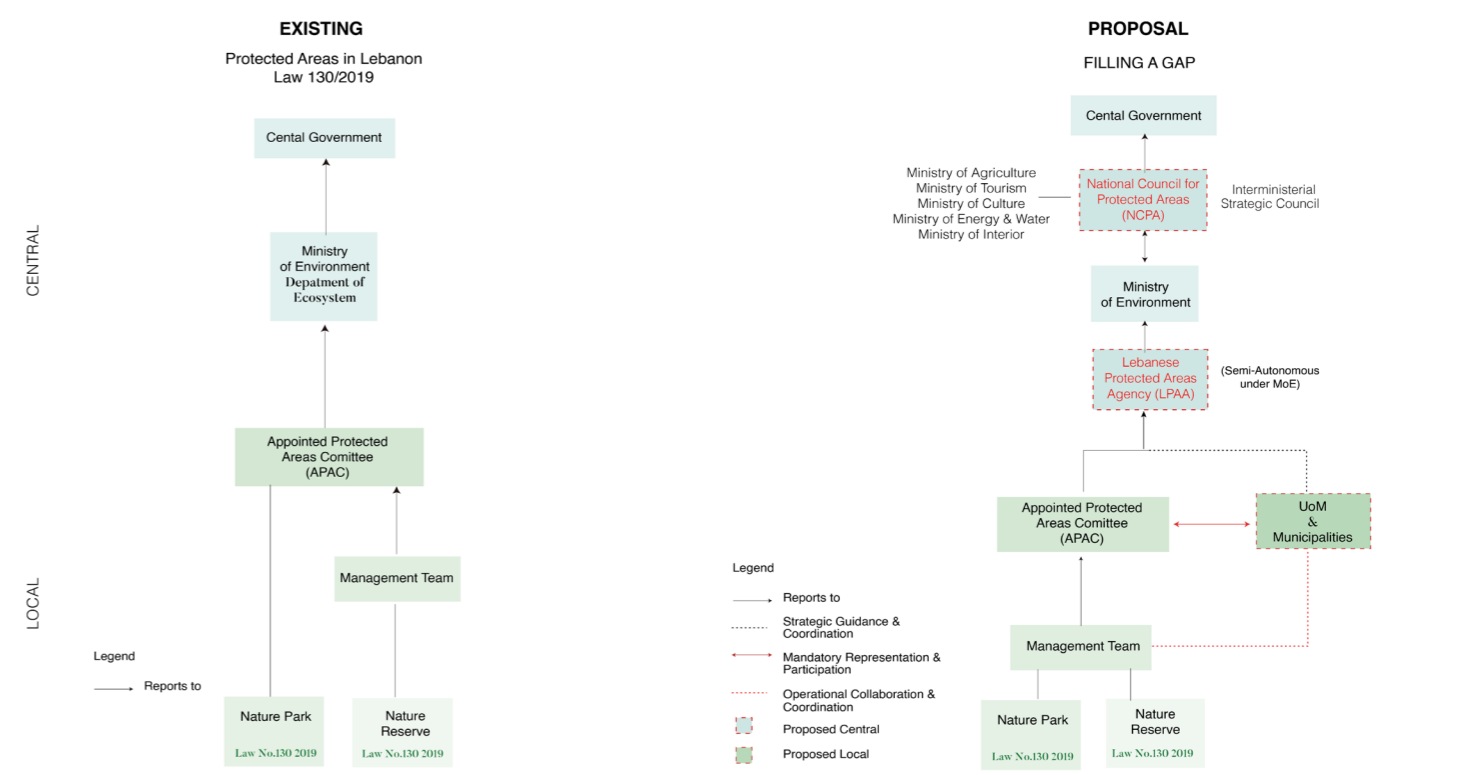 EXISTING
Protected Areas in Lebanon
Law 130/2019
CENTRAL
LOCAL
Cental Government
Ministry
of Environment
Depatment of
Ecosystem
Appointed Protected
Areas Comittee
(APAC)
Management Team
Legend
Reports to
Nature Park
Law No.130 2019
Nature
Reserve
Law No.130 2019
PROPOSAL
FILLING A GAP
Cental Government
Ministry of Agriculture
Ministry of Tourism
Ministry of Culture
Ministry of Energy & Water
Ministry of Interior
National Council for
Protected Areas
(NCPA)
Interministerial
Strategic Council
Ministry
of Environment
Lebanese
Protected Areas
Agency (LPAA)
(Semi-Autonomous
under MoE)
Appointed Protected
Areas Comittee
(APAC)
UoM
&
Municipalities
Management Team
Nature Park
Law No.130 2019
Nature
Reserve
Law No.130 2019
Legend
Reports to
Strategic Guidance &
Coordination
Mandatory Representation &
Participation
Operational Collaboration &
Coordination
Proposed Central
Proposed Local